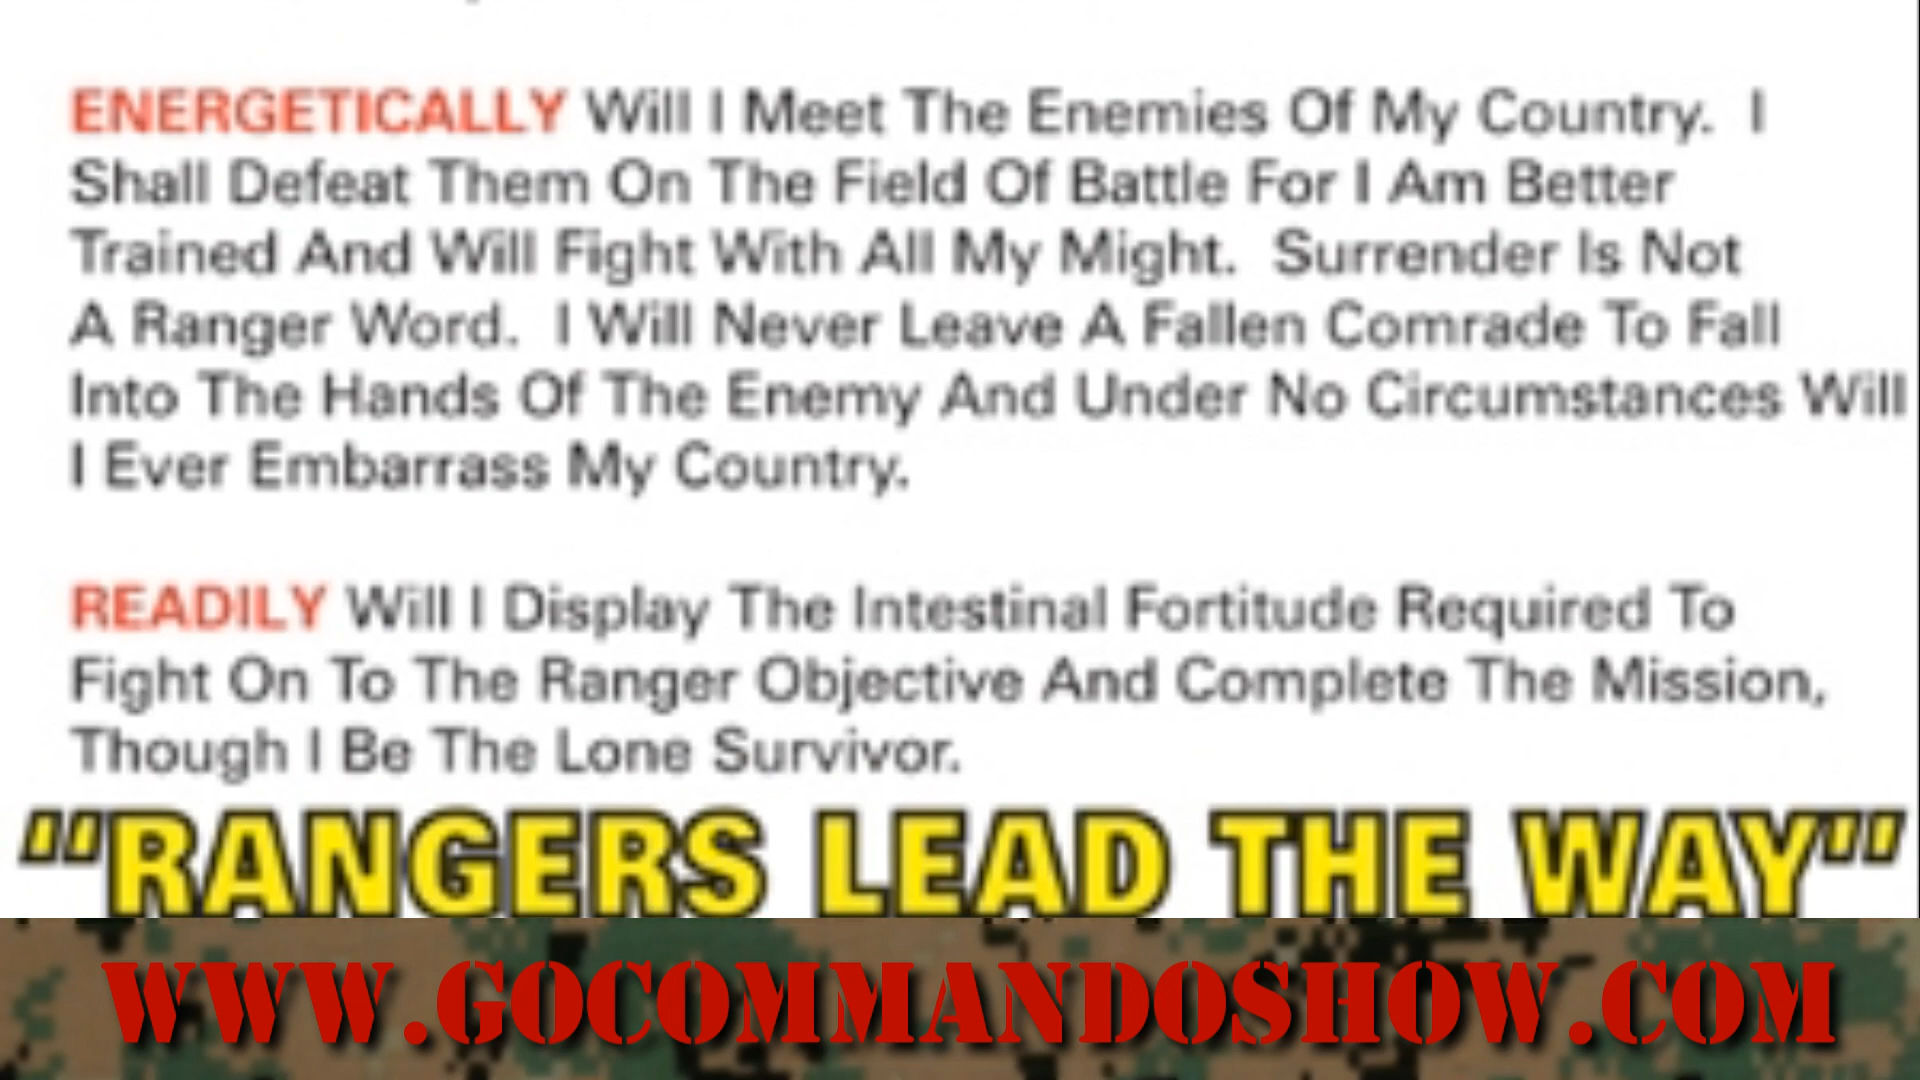 ENERGETICALLY Will I Meet The Enemies Of My Country. I
Shall Defeat Them On The Field Of Battle For I Am Better
Trained And Will Fight With All My Might. Surrender Is Not
A Ranger Word. I Will Never Leave A Fallen Comrade To Fall
Into The Hands Of The Enemy And Under No Circumstances Will
I Ever Embarrass My Country.
READILY Will I Display The Intestinal Fortitude Required To
Fight On To The Ranger Objective And Complete The Mission,
Though I Be The Lone Survivor.
"RANGERS LEAD THE WAY"
WWW.GOCOMMANDOSHOW.COM